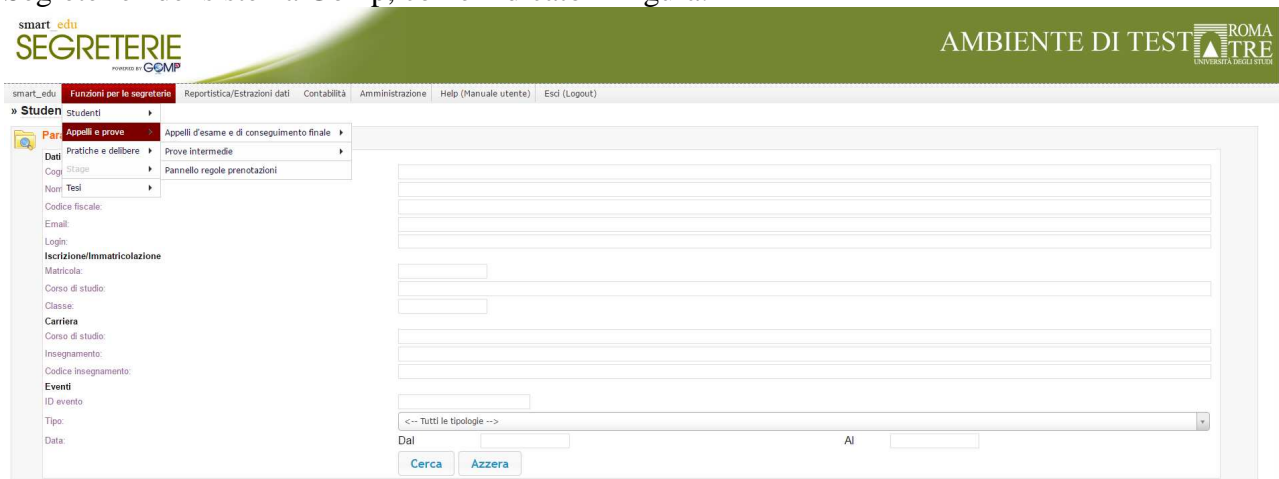 smart_edu
SEGRETERIE
POWERED BY GOMP
AMBIENTE DI TEST
ROMA
TRE
UNIVERSITÀ DEGLI STUDI
smart_edu Funzioni per le segreterie Reportistica/Estrazioni dati Contabilità Amministrazione Help (Manuale utente) Esci (Logout)
» Studen
Studenti
Appelli e prove
Appelli d'esame e di conseguimento finale
Pratiche e delibere
Prove intermedie
Stage
Pannello regole prenotazioni
Tesi
Para
Dati
Cogn
Nom
Codice fiscale:
Email:
Login:
Iscrizione/Immatricolazione
Matricola:
Corso di studio:
Classe:
Carriera
Corso di studio:
Insegnamento:
Codice insegnamento:
Eventi
ID evento
Tipo: <-- Tutti le tipologie -->
Data: Dal Al
Cerca Azzera